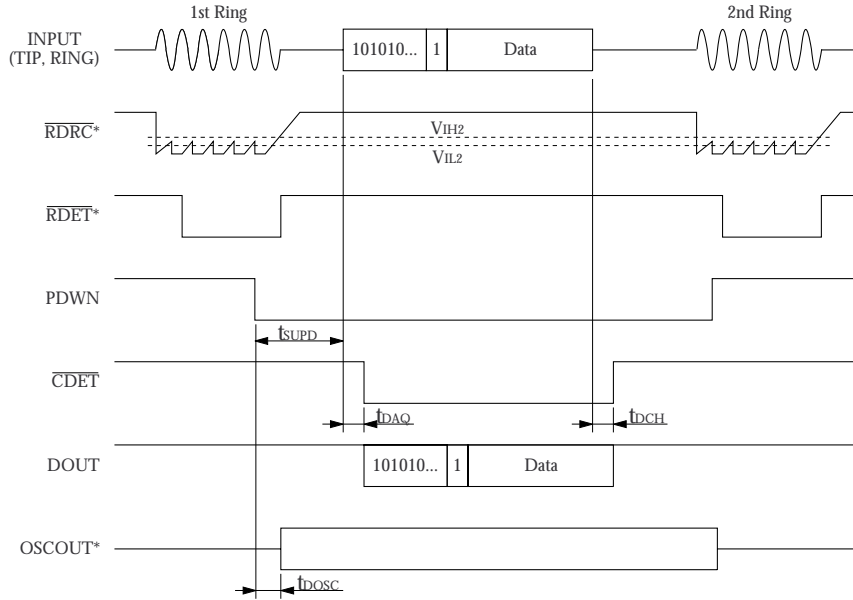 1st Ring
2nd Ring
INPUT
(TIP, RING)
101010...
1
Data
RDRC*
VIH2
VIL2
RDET*
PDWN
tSUPD
CDET
tDAQ
tDCH
DOUT
101010...
1
Data
OSCOUT*
tDOSC